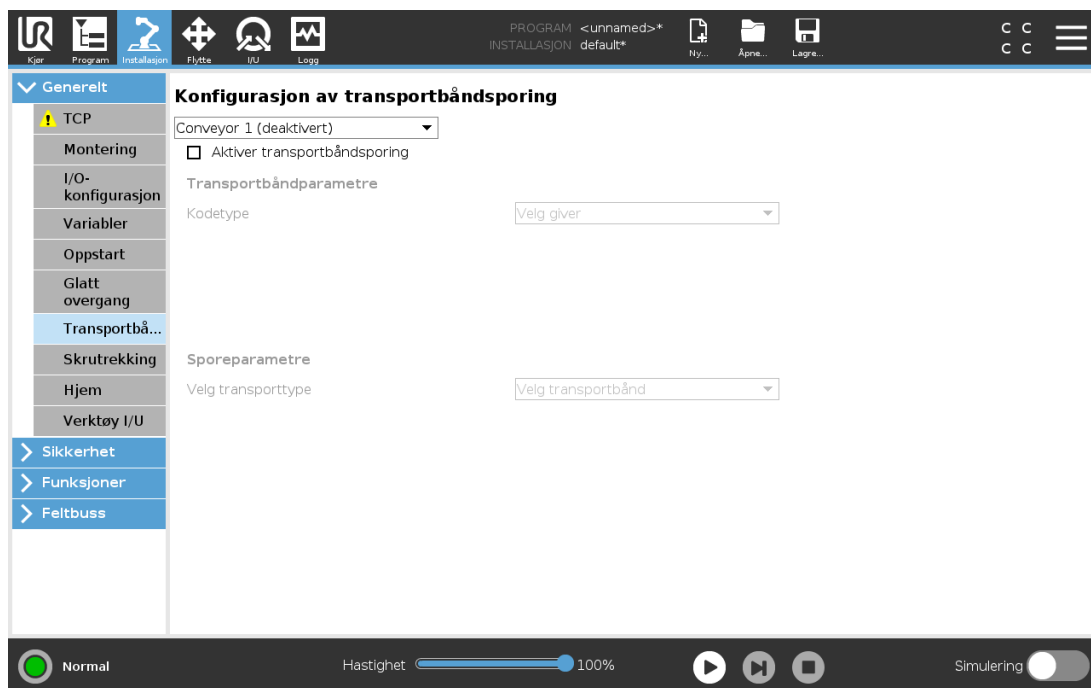 UR
Kjør
Program
Installasjon
Flytte
I/U
Logg
PROGRAM <unnamed>*
INSTALLASJON default*
Ny...
Åpne...
Lagre...
C C
C C
Generelt
TCP
Montering
I/O-
konfigurasjon
Variabler
Oppstart
Glatt
overgang
Transportbå...
Skrutrekking
Hjem
Verktøy I/U
Sikkerhet
Funksjoner
Feltbuss
Konfigurasjon av transportbåndsporing
Conveyor 1 (deaktivert)
Aktiver transportbåndsporing
Transportbåndparametre
Kodetype Velg giver
Sporeparametre
Velg transporttype Velg transportbånd
Normal
Hastighet 100%
Simulering